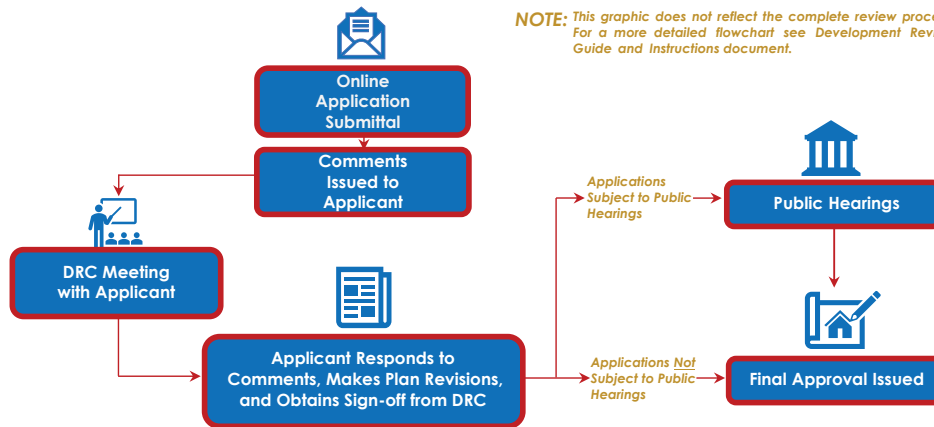 NOTE: This graphic does not reflect the complete review
For a more detailed flowchart see Development
Guide and Instructions document.
Online
Application
Submittal
Comments
Issued to
Applicant
Applications
Subject to Public
Hearings
Public Hearings
DRC Meeting
with Applicant
Applicant Responds to
Comments, Makes Plan Revisions,
and Obtains Sign-off from DRC
Applications Not
Subject to Public
Hearings
Final Approval Issued